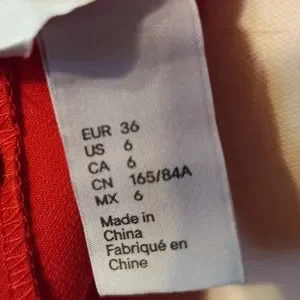 EUR 36
US 6
CA 6
CN 165/84A
MX 6
Made in
China
Fabriqué en
Chine